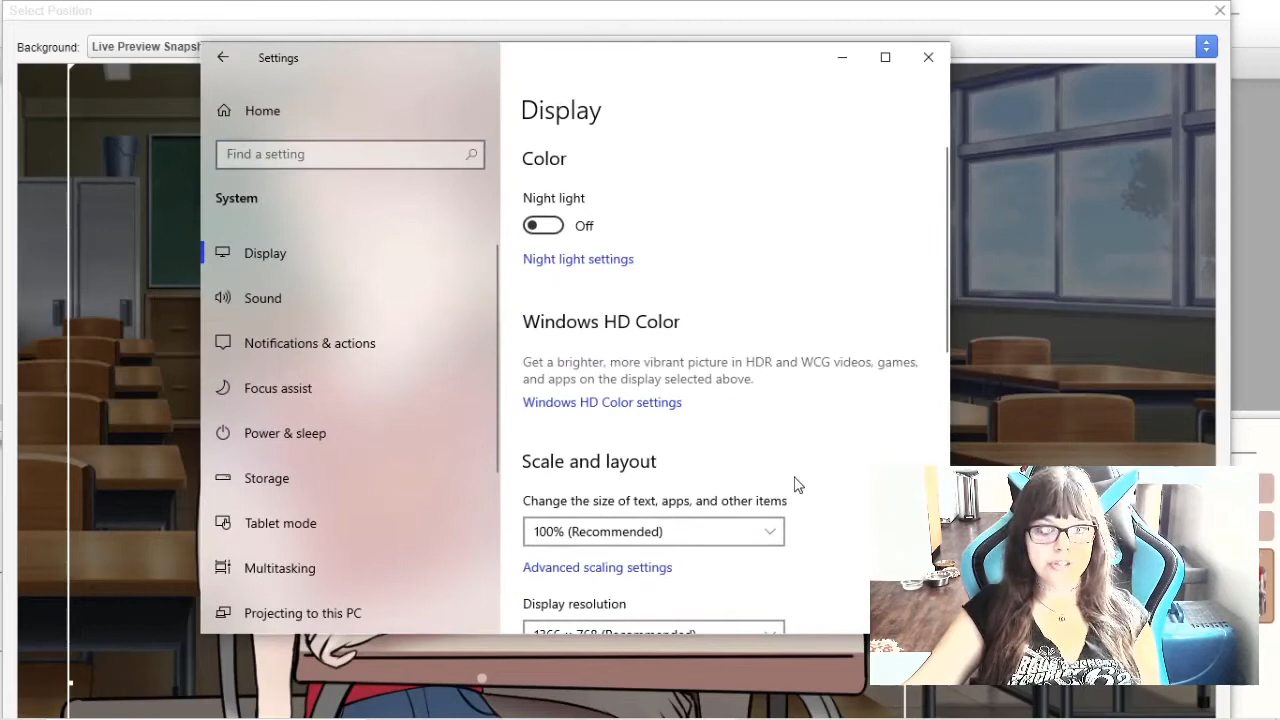 Select Position
Background:
Live Preview Snapsh
Settings
Home
Find a setting
System
Display
Sound
Notifications & actions
Focus assist
Power & sleep
Storage
Tablet mode
Multitasking
Projecting to this PC
Display
Color
Night light
Off
Night light settings
Windows HD Color
Get a brighter, more vibrant picture in HDR and WCG videos, games,
and apps on the display selected above.
Windows HD Color settings
Scale and layout
Change the size of text, apps, and other items
100% (Recommended)
Advanced scaling settings
Display resolution
1366 × 768 (Recommended)